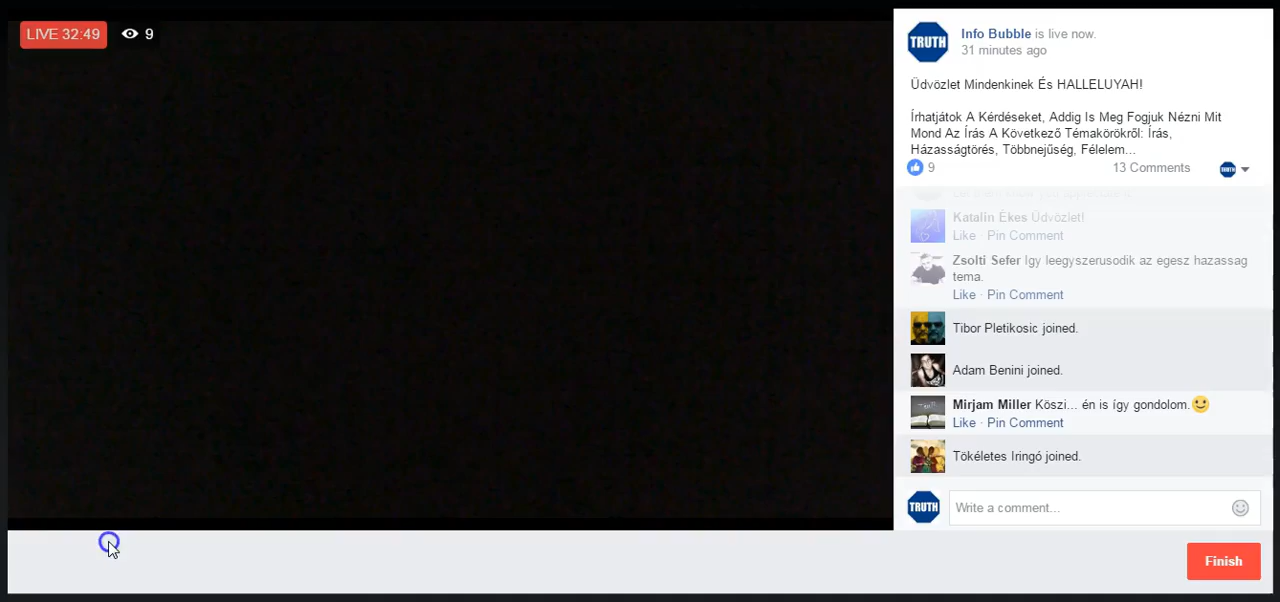 LIVE 32:49
9
TRUTH
Info Bubble is live now.
31 minutes ago
Üdvözlet Mindenkinek És HALLELUYAH!
Írhatjátok A Kérdéseket, Addig Is Meg Fogjuk Nézni Mit
Mond Az Írás A Következő Témakörökről: Írás,
Házasságtörés, Többnejűség, Félelem...
9
13 Comments
TRUTH
Katalin Ekes Üdvözlet!
Like · Pin Comment
Zsolti Sefer Igy leegyszerusodik az egesz hazassag
tema.
Like · Pin Comment
Tibor Pletikosic joined.
Adam Benini joined.
Mirjam Miller Köszi... én is így gondolom.
Like · Pin Comment
Tökéletes Iringó joined.
TRUTH
Write a comment...
Finish